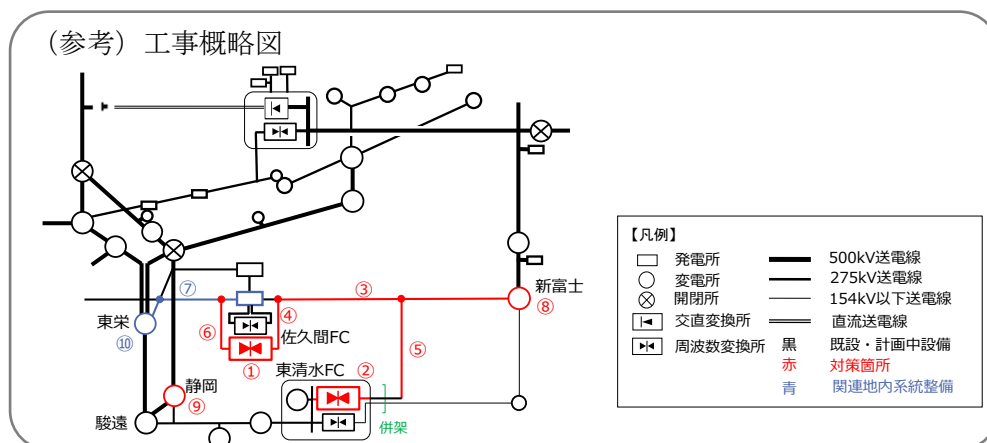 (参考) 工事概略図
新富士
⑧
③
⑦
④
⑥
佐久間FC
①
⑤
東栄
⑩
東清水FC
②
静岡
⑨
駿遠
併架
【凡例】
発電所
変電所
開閉所
交直変換所
周波数変換所
500kV送電線
275kV送電線
154kV以下送電線
直流送電線
黒 既設・計画中設備
赤 対策箇所
青 関連地内系統整備